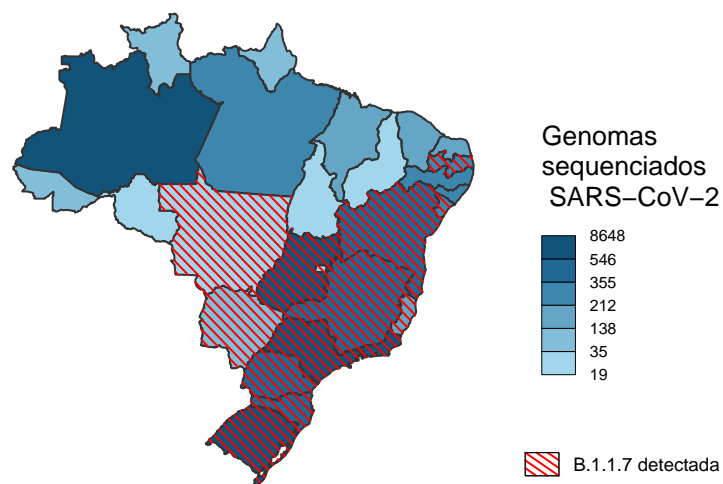 Genomas
sequenciados
SARS−CoV−2
8648
546
355
212
138
35
19
B.1.1.7 detectada